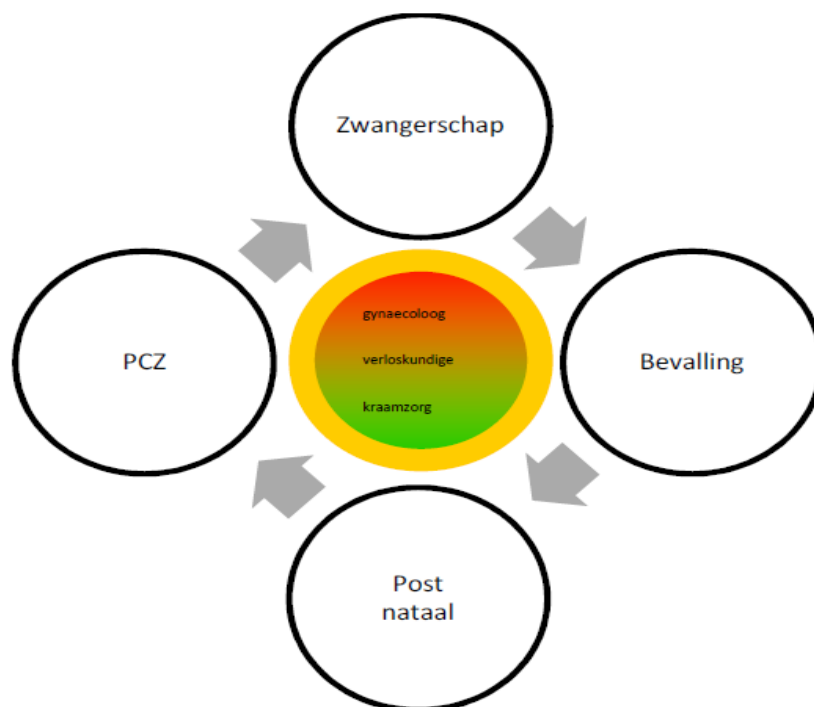 Zwangerschap
gynaecoloog
PCZ
verloskundige
Bevalling
kraamzorg
Post
nataal